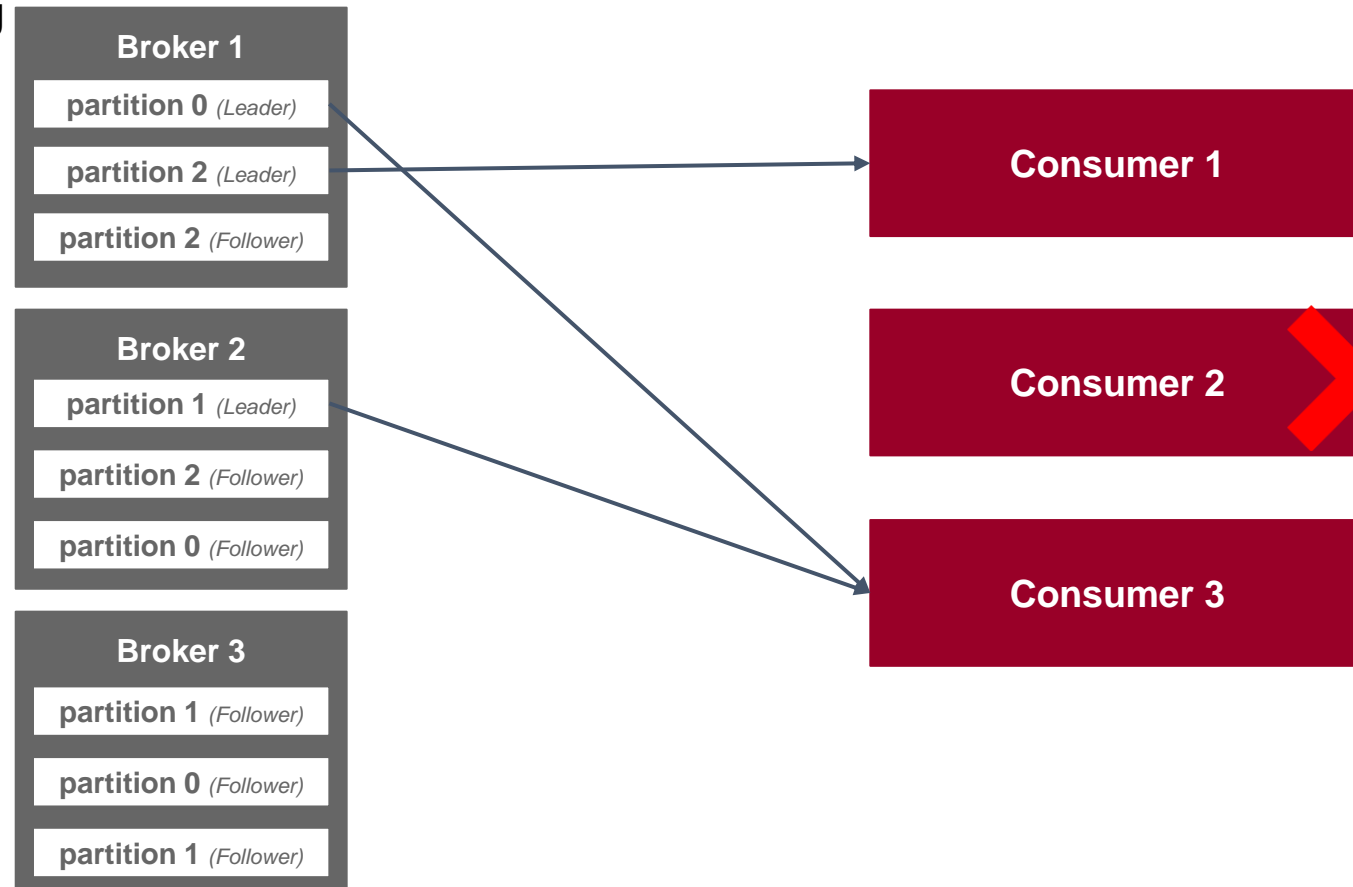 Broker 1
partition 0 (Leader)
partition 2 (Leader)
partition 2 (Follower)
Broker 2
partition 1 (Leader)
partition 2 (Follower)
partition 0 (Follower)
Broker 3
partition 1 (Follower)
partition 0 (Follower)
partition 1 (Follower)
Consumer 1
Consumer 2
Consumer 3